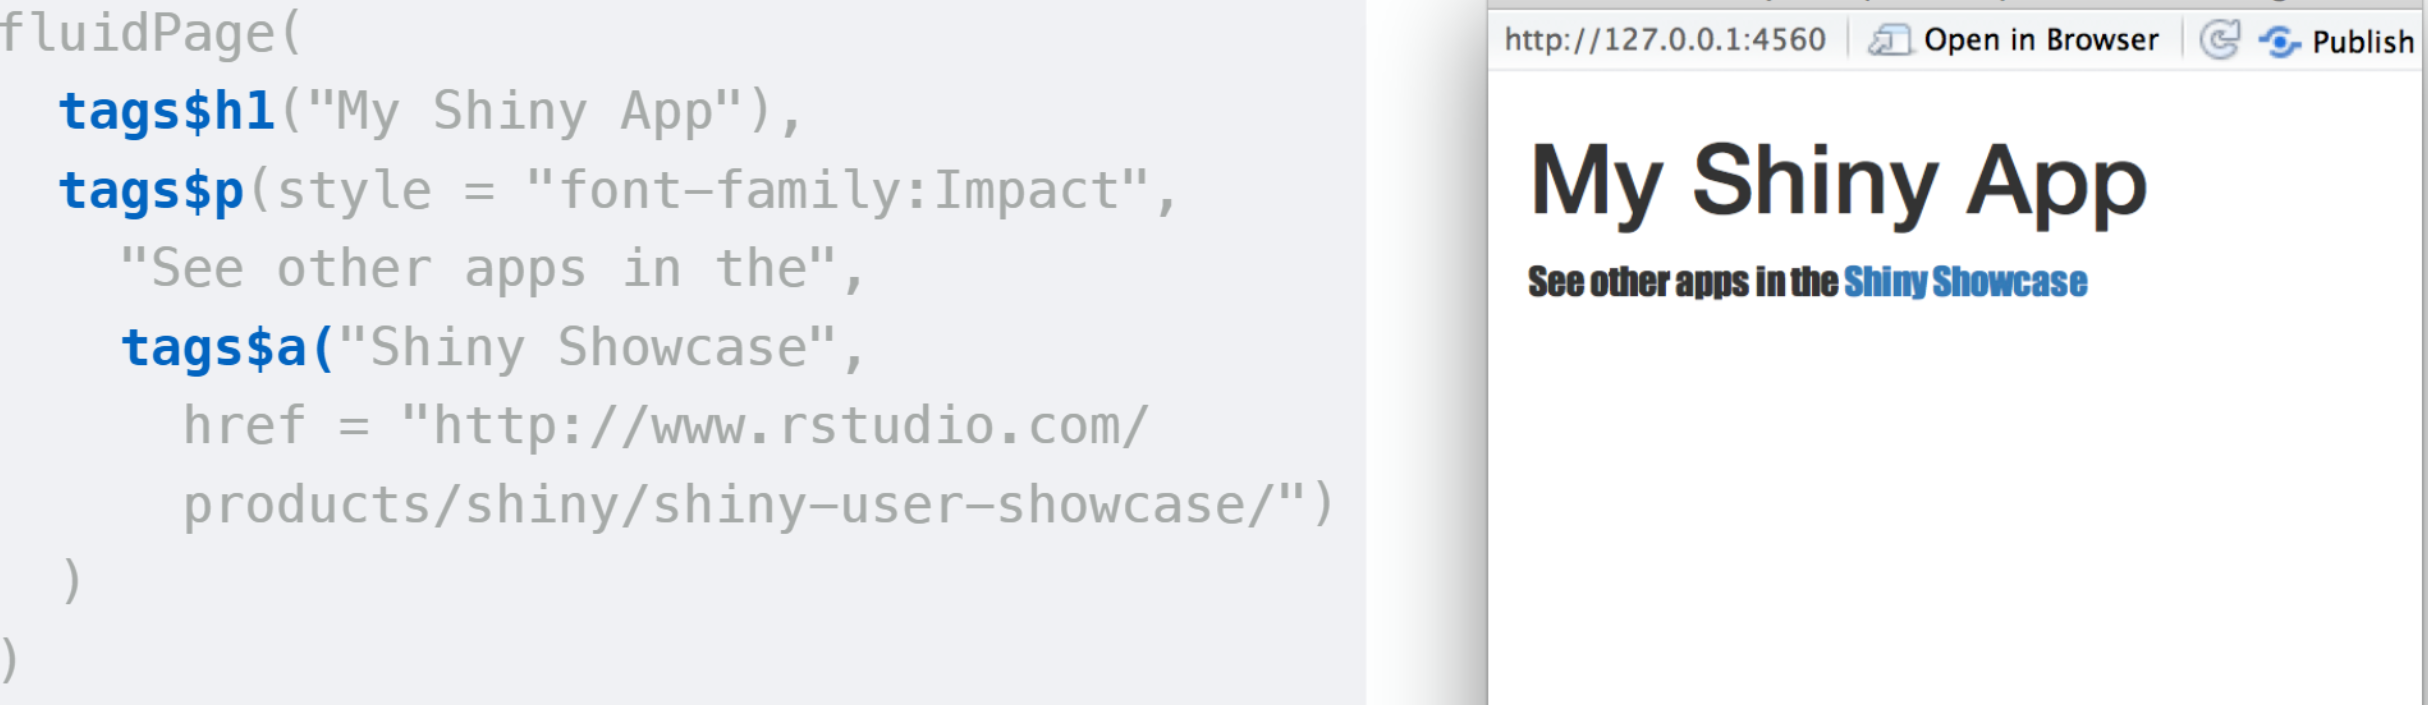 fluidPage(
tags$h1("My Shiny App"),
tags$p(style = "font-family:Impact",
"See other apps in the",
tags$a("Shiny Showcase",
href = "http://www.rstudio.com/
products/shiny/shiny-user-showcase/")
)
)
http://127.0.0.1:4560 Open in Browser Publish
My Shiny App
See other apps in the Shiny Showcase